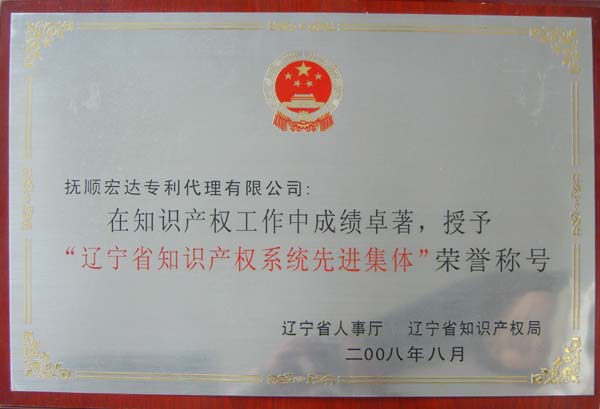 抚顺宏达专利代理有限公司：
在知识产权工作中成绩卓著，授予
“辽宁省知识产权系统先进集体”荣誉称号
辽宁省人事厅 辽宁省知识产权局
二OO八年八月